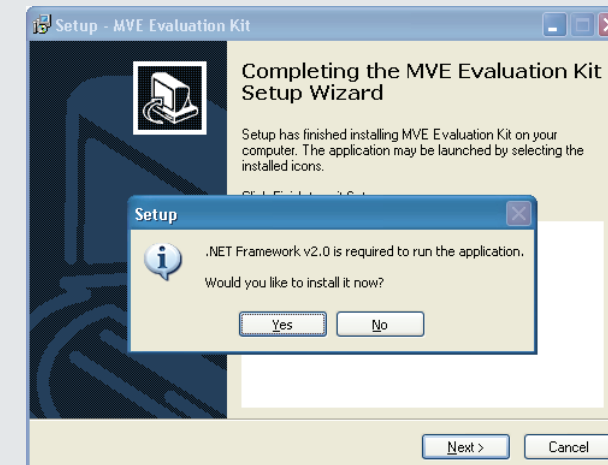 Setup - MVE Evaluation Kit
Completing the MVE Evaluation Kit
Setup Wizard
Setup has finished installing MVE Evaluation Kit on your
computer. The application may be launched by selecting the
installed icons.
Setup
.NET Framework v2.0 is required to run the application.
Would you like to install it now?
Yes
No
Next >
Cancel